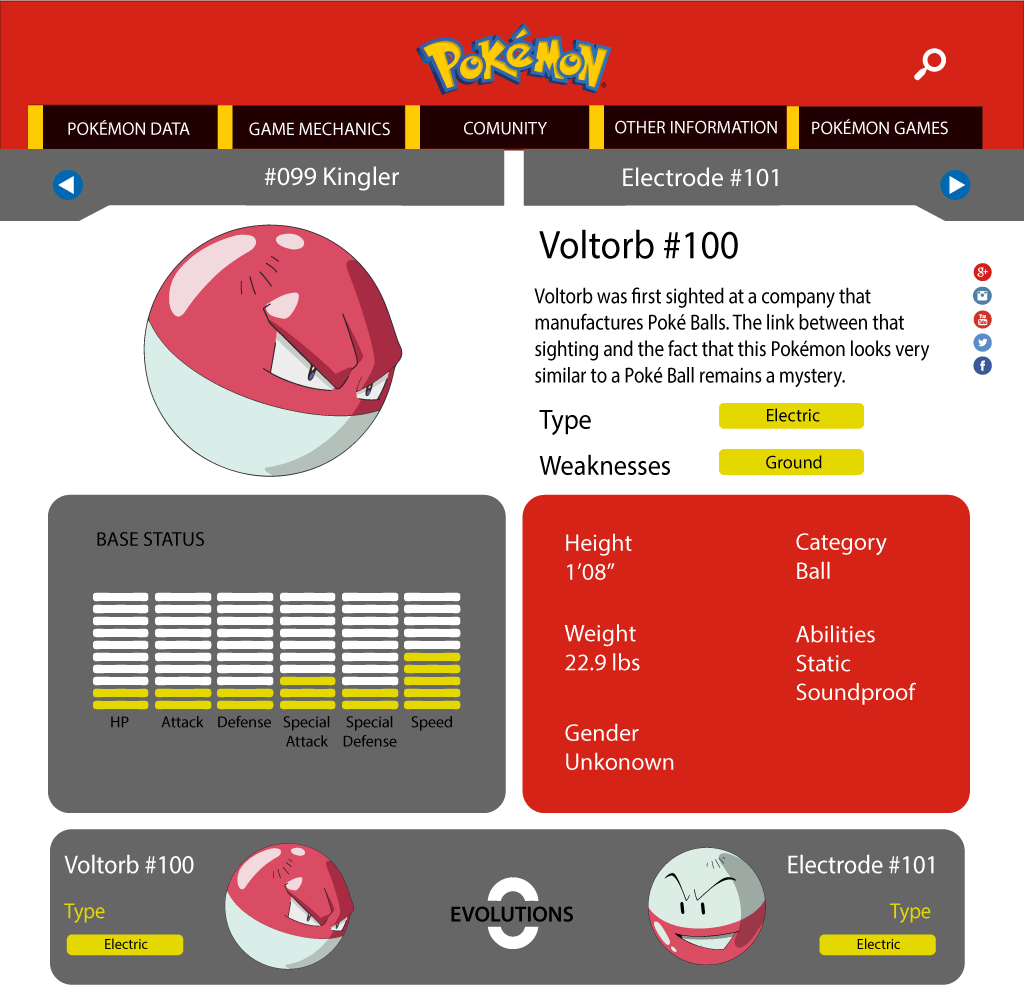 POKÉMON
POKÉMON DATA
GAME MECHANICS
COMUNITY
OTHER INFORMATION
POKÉMON GAMES
#099 Kingler
Electrode #101
Voltorb #100
Voltorb was first sighted at a company that
manufactures Poké Balls. The link between that
sighting and the fact that this Pokémon looks very
similar to a Poké Ball remains a mystery.
Type
Electric
Weaknesses
Ground
g+
You
Tube
f
BASE STATUS
HP
Attack
Defense
Special
Attack
Special
Defense
Speed
Height
1'08”
Category
Ball
Weight
22.9 lbs
Abilities
Static
Soundproof
Gender
Unkonown
Voltorb #100
Type
Electric
EVOLUTIONS
Electrode #101
Type
Electric